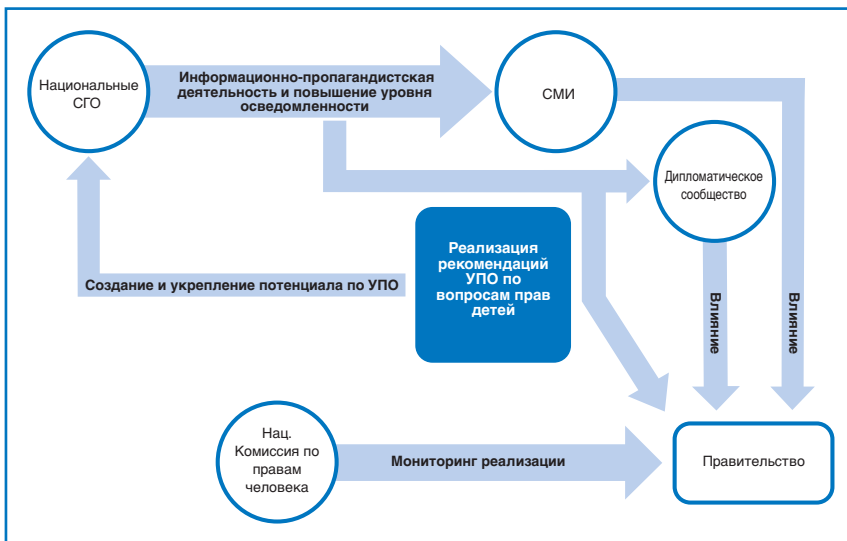 Национальные
СГО
Информационно-пропагандистская
деятельность и повышение уровня
осведомленности
СМИ
Дипломатическое
сообщество
Реализация
рекомендаций
УПО по
вопросам прав
детей
Создание и укрепление потенциала по УПО
Влияние
Влияние
Нац.
Комиссия по
правам
человека
Мониторинг реализации
Правительство